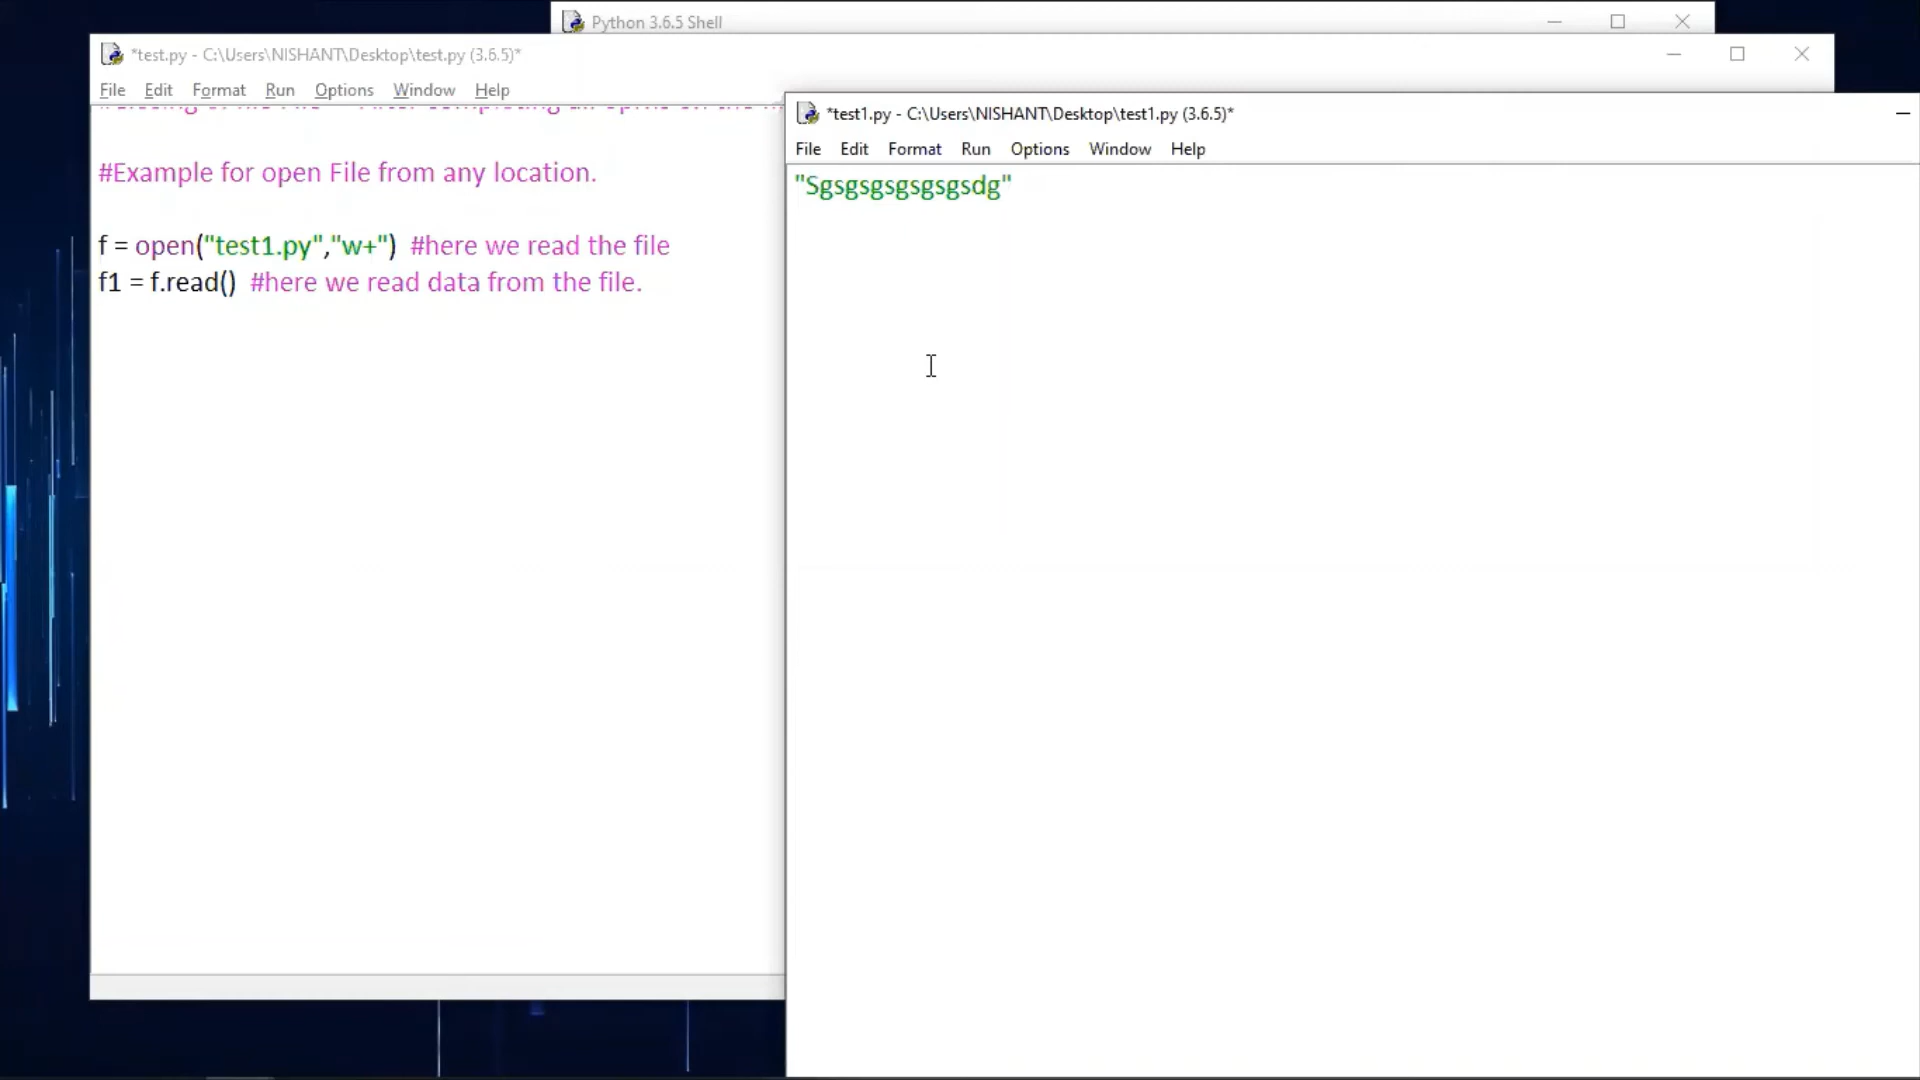 Python 3.6.5 Shell
*test.py - C:\Users\NISHANT\Desktop\test.py (3.6.5)*
File Edit Format Run Options Window Help
#Example for open File from any location.
f = open("test1.py","w+")  #here we read the file
f1 = f.read()  #here we read data from the file.
*test1.py - C:\Users\NISHANT\Desktop\test1.py (3.6.5)*
File Edit Format Run Options Window Help
"Sgsgsgsgsgsgsdg"